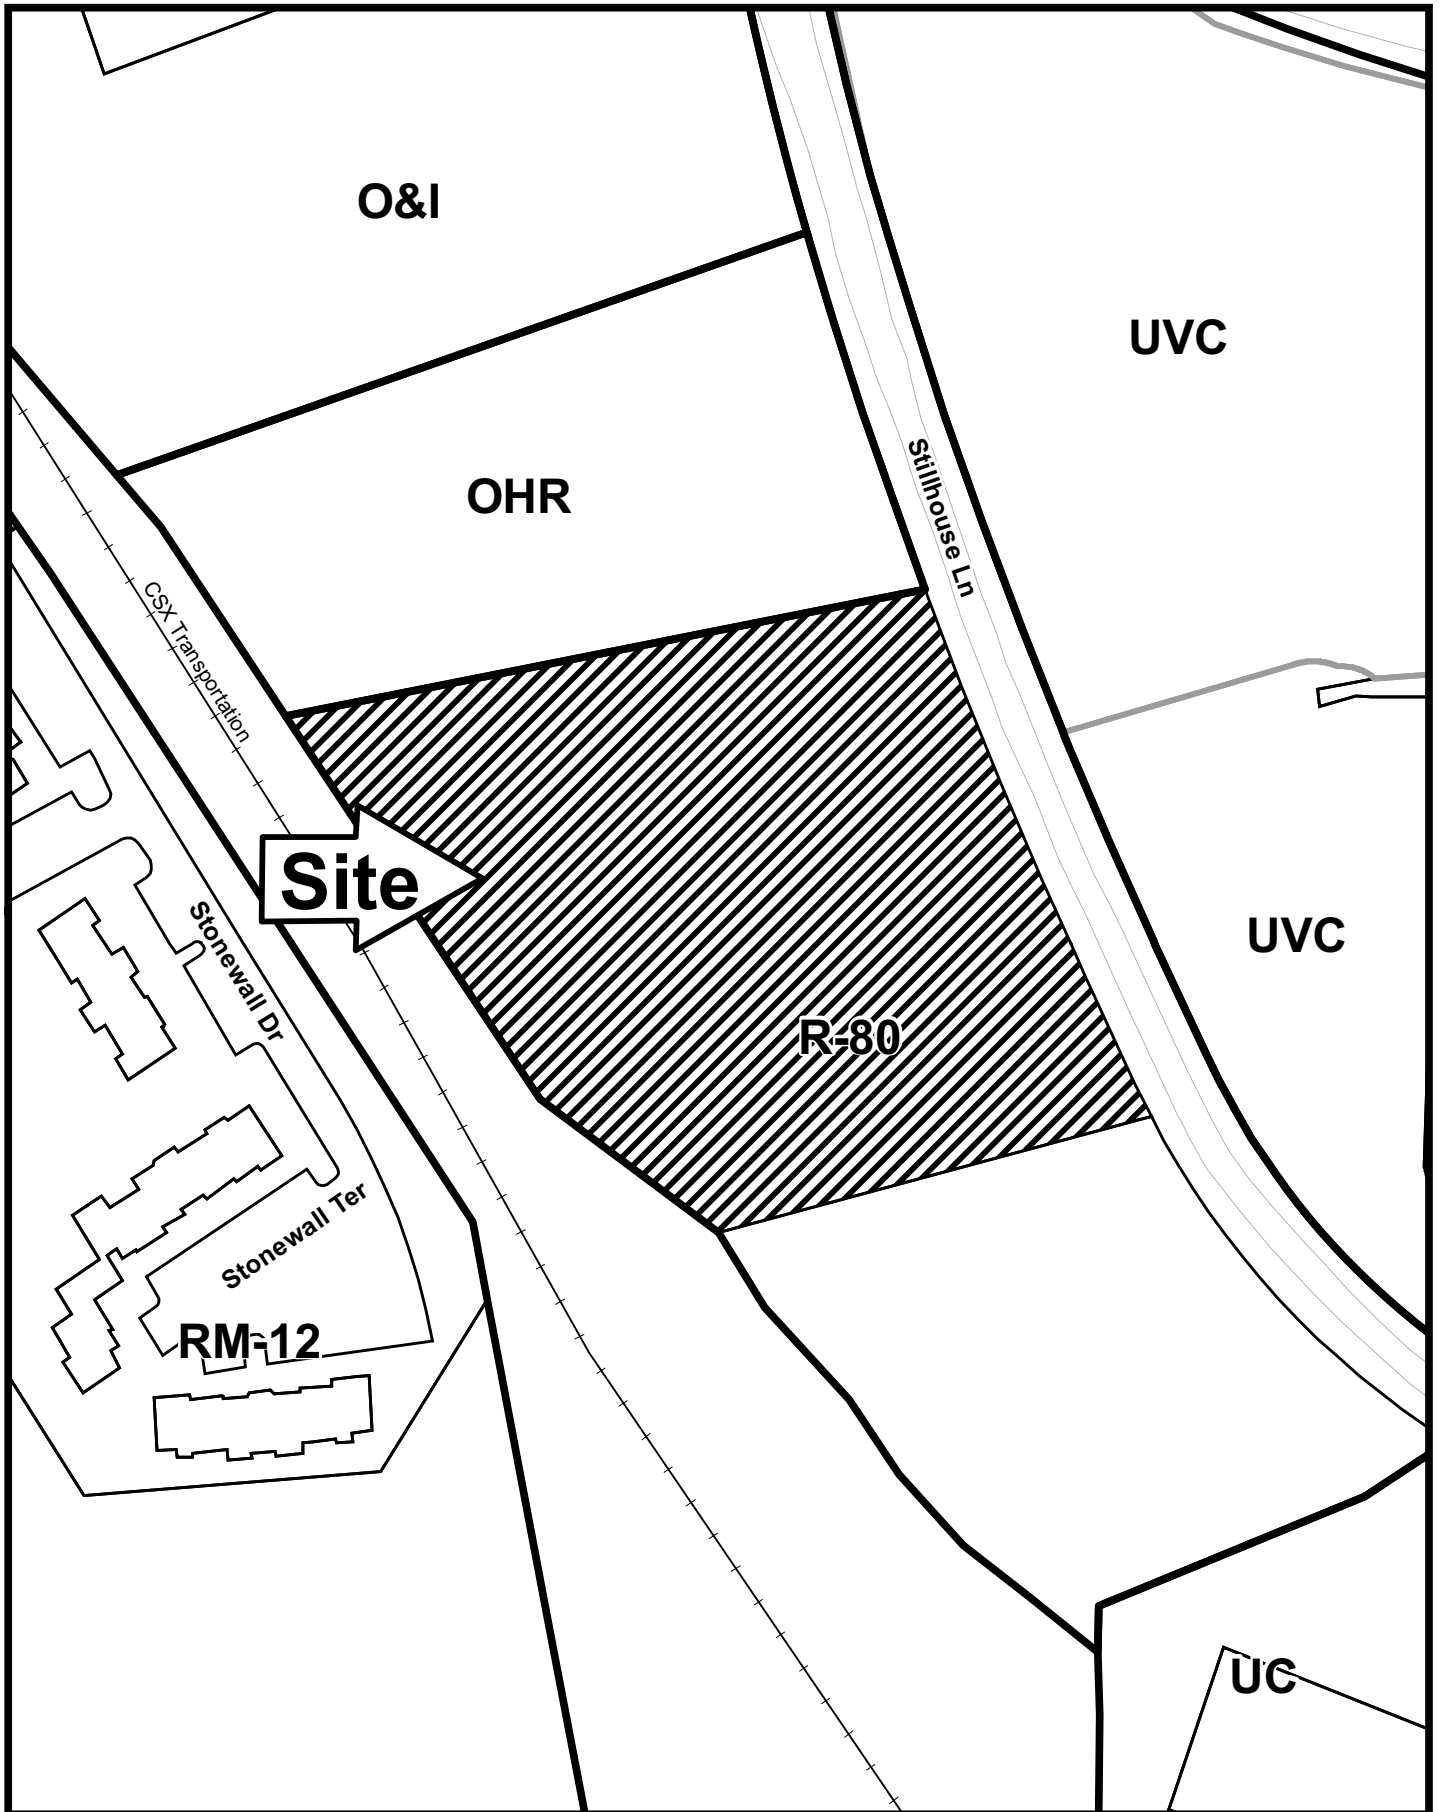 O&I
UVC
OHR
Stillhouse Ln
CSX Transportation
Site
Stonewall Dr
UVC
R-80
Stonewall Ter
RM-12
UC